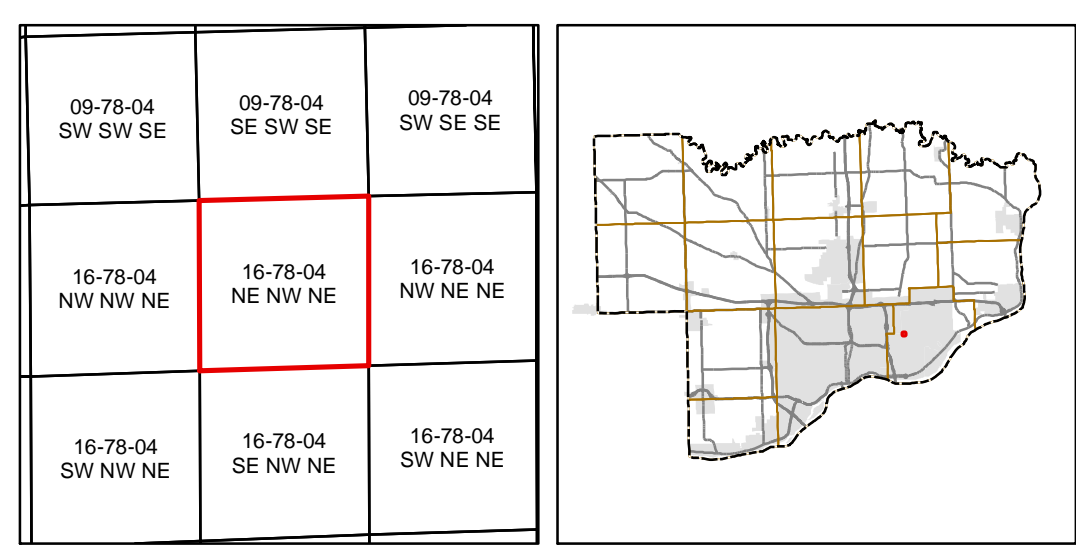 09-78-04
SW SW SE
09-78-04
SE SW SE
09-78-04
SW SE SE
16-78-04
NW NW NE
16-78-04
NE NW NE
16-78-04
NW NE NE
16-78-04
SW NW NE
16-78-04
SE NW NE
16-78-04
SW NE NE